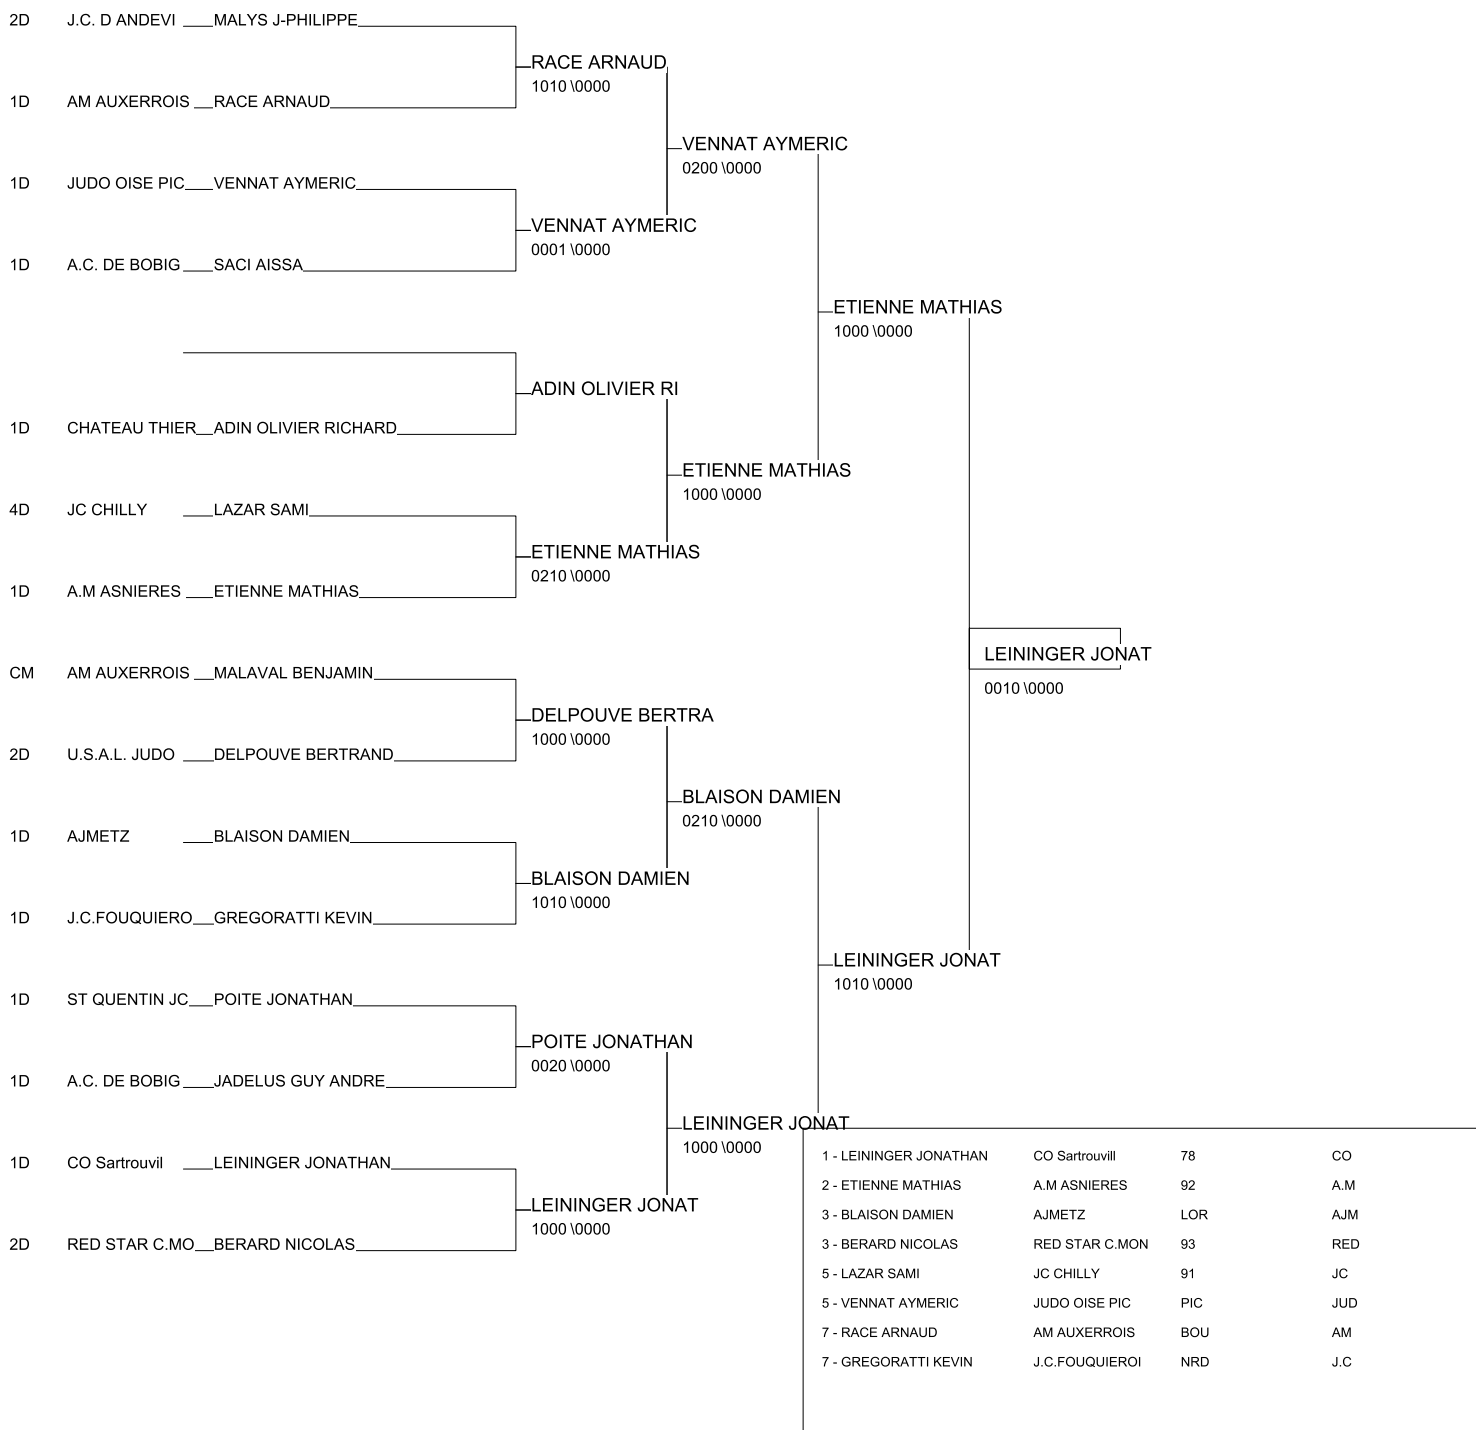 2D J.C. D ANDEVI MALYS J-PHILIPPE
RACE ARNAUD
1010 \0000
1D AM AUXERROIS RACE ARNAUD
VENNAT AYMERIC
0200 \0000
1D JUDO OISE PIC VENNAT AYMERIC
VENNAT AYMERIC
0001 \0000
1D A.C. DE BOBIG SACI AISSA
ETIENNE MATHIAS
1000 \0000
ADIN OLIVIER RI
1D CHATEAU THIER ADIN OLIVIER RICHARD
ETIENNE MATHIAS
1000 \0000
4D JC CHILLY LAZAR SAMI
ETIENNE MATHIAS
0210 \0000
1D A.M ASNIERES ETIENNE MATHIAS
LEININGER JONAT
0010 \0000
CM AM AUXERROIS MALAVAL BENJAMIN
DELPOUVE BERTRA
1000 \0000
2D U.S.A.L. JUDO DELPOUVE BERTRAND
BLAISON DAMIEN
0210 \0000
1D AJMETZ BLAISON DAMIEN
BLAISON DAMIEN
1010 \0000
1D J.C.FOUQUIERO GREGORATTI KEVIN
LEININGER JONAT
1010 \0000
1D ST QUENTIN JC POITE JONATHAN
POITE JONATHAN
0020 \0000
1D A.C. DE BOBIG JADELUS GUY ANDRE
LEININGER JONAT
1000 \0000
1D CO Sartrouvil LEININGER JONATHAN
LEININGER JONAT
1000 \0000
2D RED STAR C.MO BERARD NICOLAS
1 - LEININGER JONATHAN CO Sartrouvill 78 CO
2 - ETIENNE MATHIAS A.M ASNIERES 92 A.M
3 - BLAISON DAMIEN AJMETZ LOR AJM
3 - BERARD NICOLAS RED STAR C.MON 93 RED
5 - LAZAR SAMI JC CHILLY 91 JC
5 - VENNAT AYMERIC JUDO OISE PIC PIC JUD
7 - RACE ARNAUD AM AUXERROIS BOU AM
7 - GREGORATTI KEVIN J.C.FOUQUIEROI NRD J.C